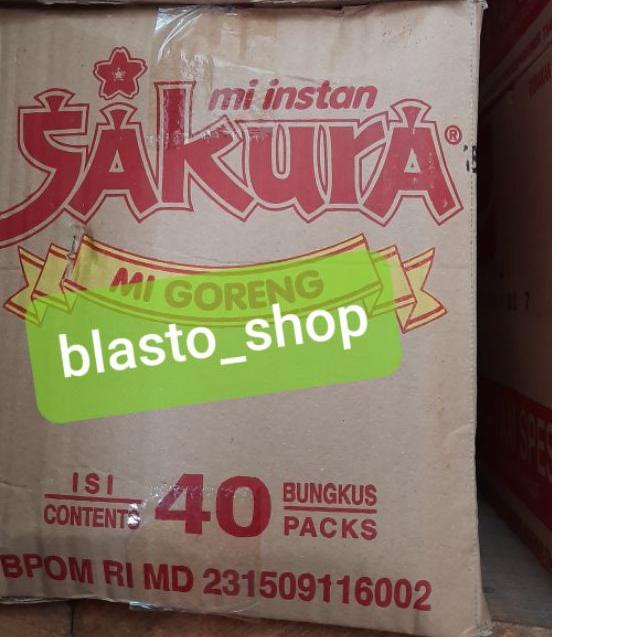 mi instan
SAkurA®
MI GORENG
blasto_shop
ISI
CONTENTS
40
BUNGKUS
PACKS
BPOM RI MD 231509116002